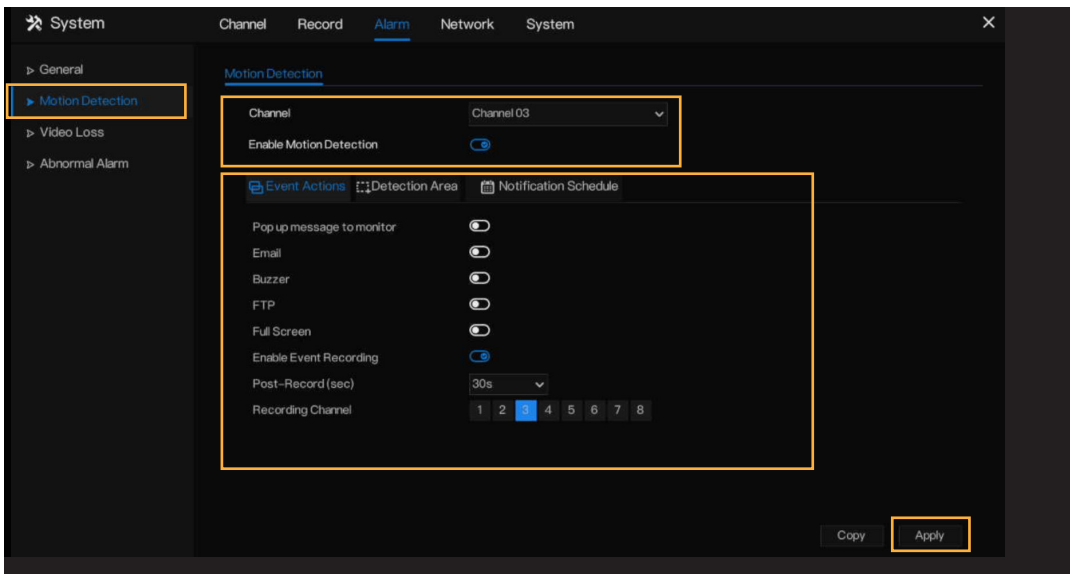 System
Channel Record Alarm Network System
General
Motion Detection
Video Loss
Abnormal Alarm
Motion Detection
Channel Channel 03
Enable Motion Detection
Event Actions Detection Area Notification Schedule
Pop up message to monitor
Email
Buzzer
FTP
Full Screen
Enable Event Recording
Post-Record (sec) 30s
Recording Channel 1 2 3 4 5 6 7 8
Copy Apply